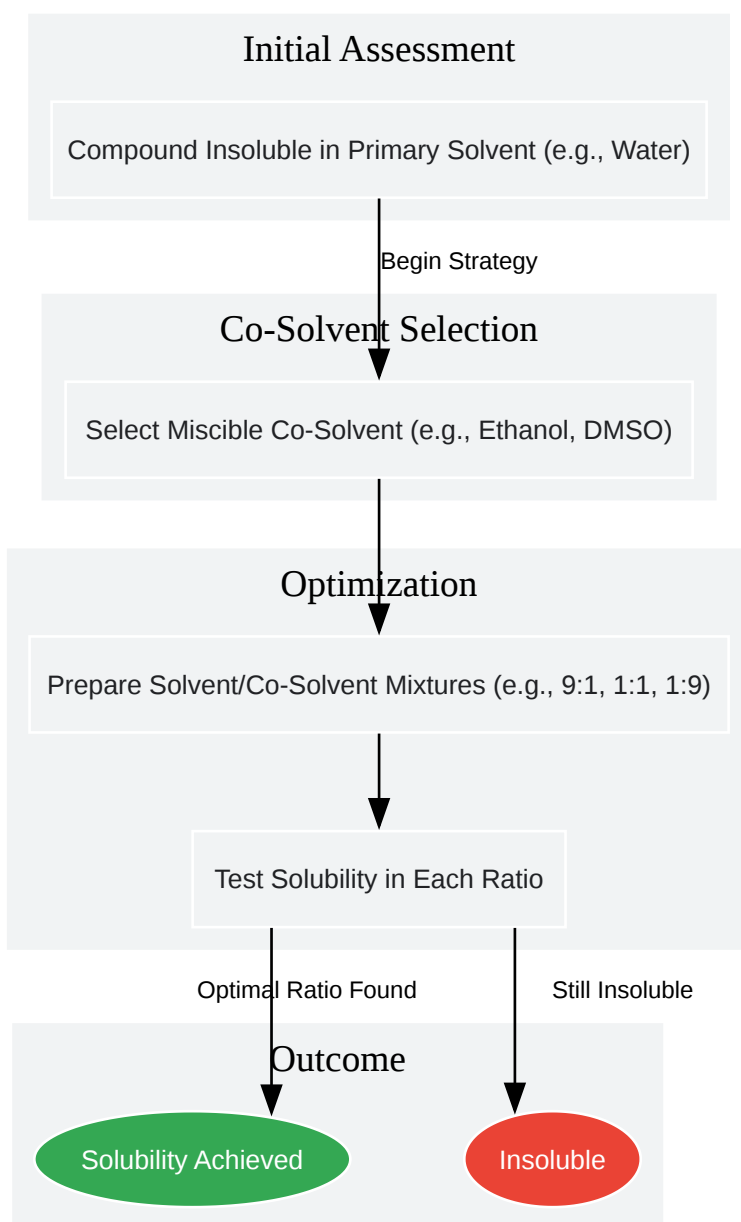 Initial Assessment
Compound Insoluble in Primary Solvent (e.g., Water)
Begin Strategy
Co-Solvent Selection
Select Miscible Co-Solvent (e.g., Ethanol, DMSO)
Optimization
Prepare Solvent/Co-Solvent Mixtures (e.g., 9:1, 1:1, 1:9)
Test Solubility in Each Ratio
Optimal Ratio Found
Still Insoluble
Outcome
Solubility Achieved
Insoluble